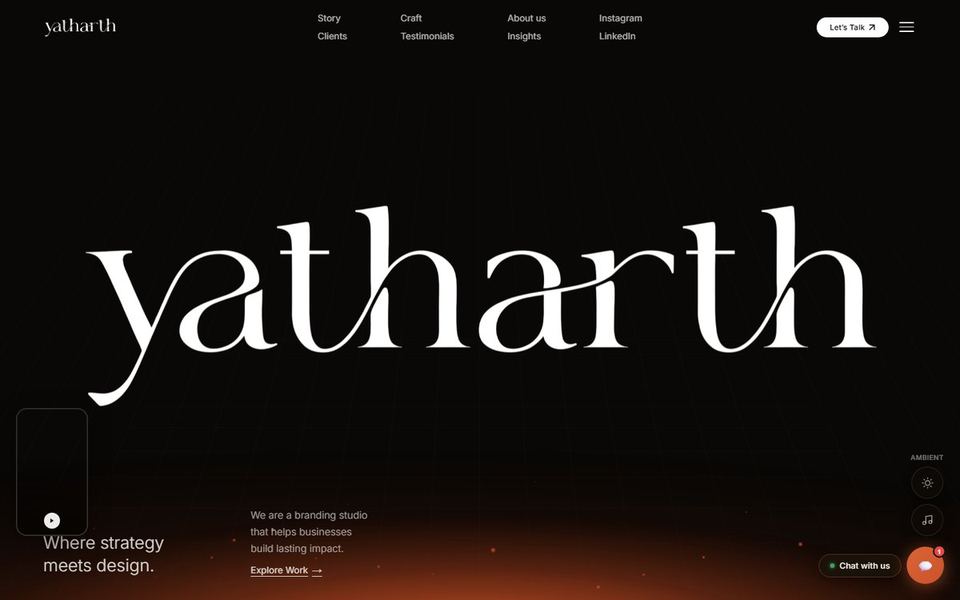 yatharth
Story
Craft
About us
Instagram
Clients
Testimonials
Insights
LinkedIn
Let's Talk
yatharth
AMBIENT
We are a branding studio
that helps businesses
build lasting impact.
Explore Work →
Where strategy
meets design.
Chat with us
1